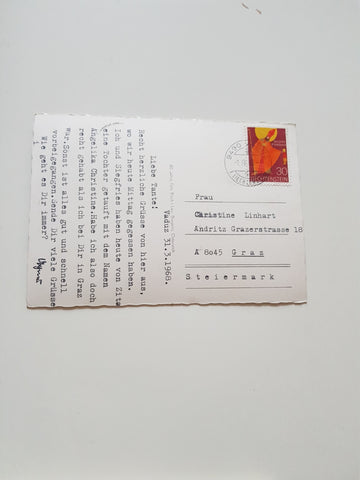 Vaduz 31.3.1968.
Liebe Tante!
Recht herzliche Grüsse von hier aus,
wo wir heute Mittag gegessen haben.
Ich und Siegfried haben heute von Zita
eine Tochter getauft mit dem Namen
Angelika Christine.Habe ich also doch
recht gehabt als ich bei Dir in Graz
war.Sonst ist alles gut und schnell
vorbeigegangen.Sende Dir viele Grüsse
Wie geht es Dir immer?
30
LIECHTENSTEIN
Frau
Christine Linhart
Andritz Grazerstrasse 18
A 8045 Graz
Steiermark